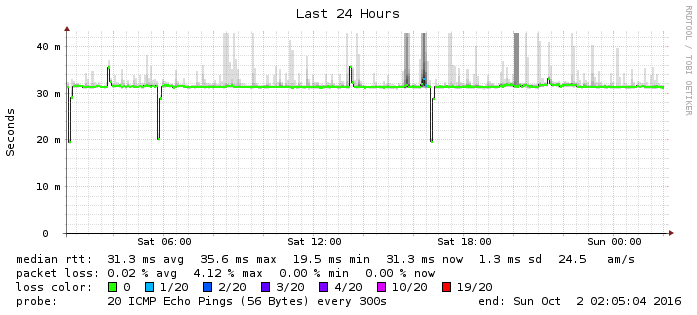 Last 24 Hours
RRDTOOL / TOBI OETIKER
Seconds
40 m
30 m
20 m
10 m
0
Sat 06:00 Sat 12:00 Sat 18:00 Sun 00:00
median rtt: 31.3 ms avg 35.6 ms max 19.5 ms min 31.3 ms now 1.3 ms sd 24.5 am/s
packet loss: 0.02 % avg 4.12 % max 0.00 % min 0.00 % now
loss color: 0 1/20 2/20 3/20 4/20 10/20 19/20
probe: 20 ICMP Echo Pings (56 Bytes) every 300s end: Sun Oct 2 02:05:04 2016